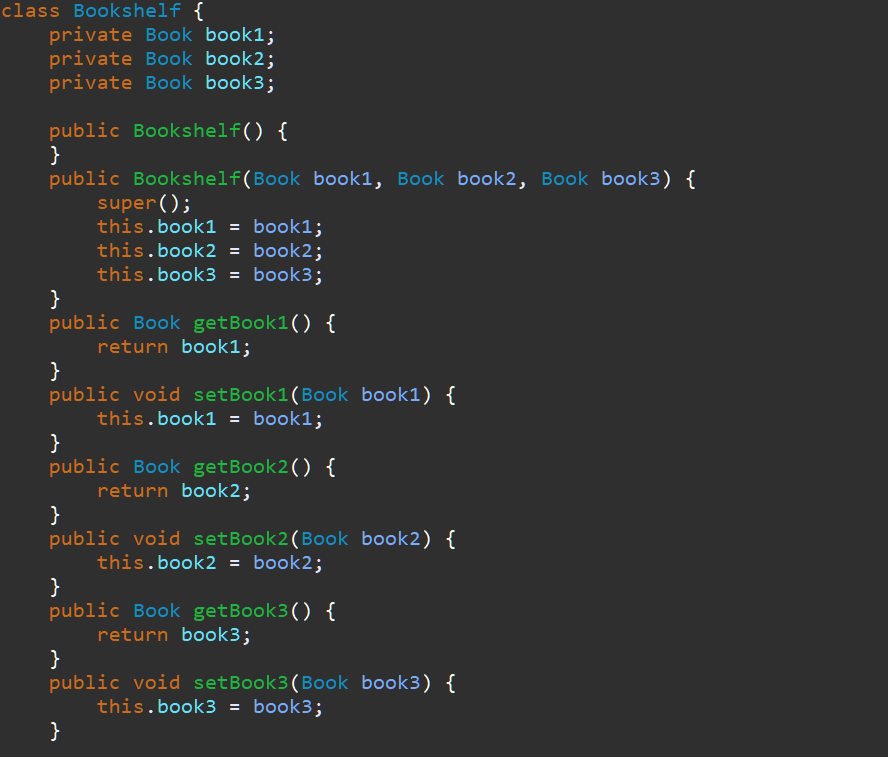 class Bookshelf {
    private Book book1;
    private Book book2;
    private Book book3;

    public Bookshelf() {
    }
    public Bookshelf(Book book1, Book book2, Book book3) {
        super();
        this.book1 = book1;
        this.book2 = book2;
        this.book3 = book3;
    }
    public Book getBook1() {
        return book1;
    }
    public void setBook1(Book book1) {
        this.book1 = book1;
    }
    public Book getBook2() {
        return book2;
    }
    public void setBook2(Book book2) {
        this.book2 = book2;
    }
    public Book getBook3() {
        return book3;
    }
    public void setBook3(Book book3) {
        this.book3 = book3;
    }